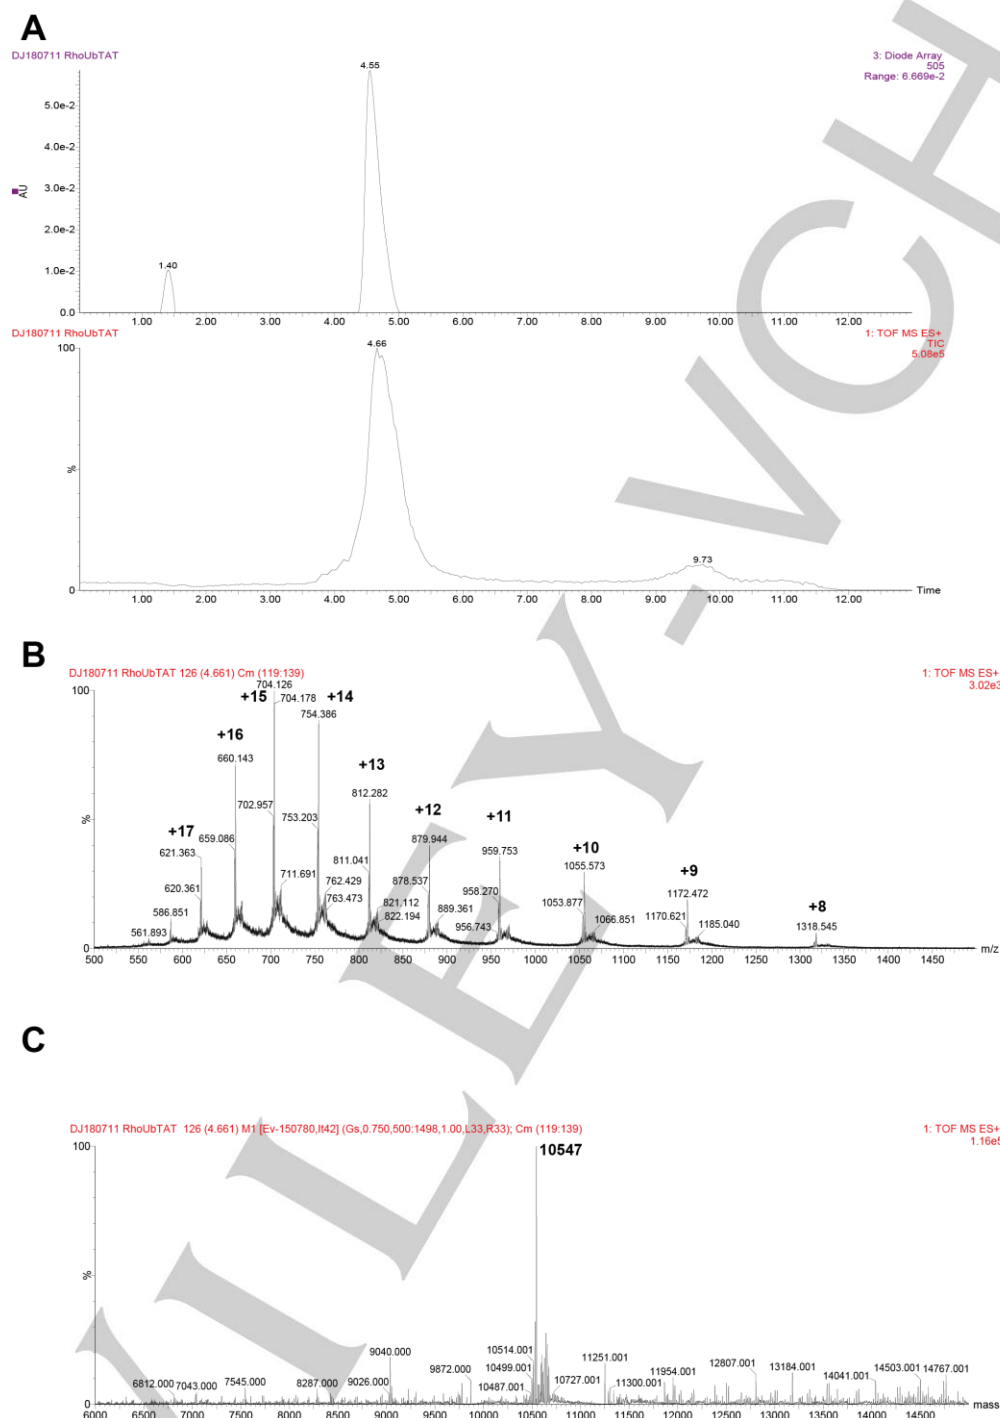 A
DJ180711 RhoUbTAT
3: Diode Array
505
Range: 6.669e-2
4.55
5.0e-2
4.0e-2
3.0e-2
AU
2.0e-2
1.40
1.0e-2
0.0
1.00 2.00 3.00 4.00 5.00 6.00 7.00 8.00 9.00 10.00 11.00 12.00
DJ180711 RhoUbTAT
1: TOF MS ES+
TIC
5.08e5
100
4.66
%
9.73
0
1.00 2.00 3.00 4.00 5.00 6.00 7.00 8.00 9.00 10.00 11.00 12.00 Time
B
DJ180711 RhoUbTAT 126 (4.661) Cm (119:139)
1: TOF MS ES+
3.02e3
100
704.126
+15 704.178 +14
754.386
+16
660.143
+13
812.282
702.957
753.203
+12 +11
+17
%
621.363
659.086
879.944
959.753
+10
1055.573
811.041
711.691
762.429
878.537
+9
620.361
763.473
958.270
1172.472
586.851
821.112
822.194
889.361
1053.877
+8
561.893
956.743
1066.851
1170.621
1185.040
1318.545
0
500 550 600 650 700 750 800 850 900 950 1000 1050 1100 1150 1200 1250 1300 1350 1400 1450 m/z
C
DJ180711 RhoUbTAT 126 (4.661) M1 [Ev-150780,It42] (Gs,0.750,500:1498,1.00,L33,R33); Cm (119:139)
1: TOF MS ES+
1.16e5
100
10547
%
9040.000
10514.001
11251.001
12807.001
13184.001
14503.001 14767.001
9872.000
10499.001
11954.001
14041.001
6812.000 7043.000 7545.000 8287.000 9026.000
10487.001
10727.001
11300.001
0
6000 6500 7000 7500 8000 8500 9000 9500 10000 10500 11000 11500 12000 12500 13000 13500 14000 14500 mass
WILEY-VCH